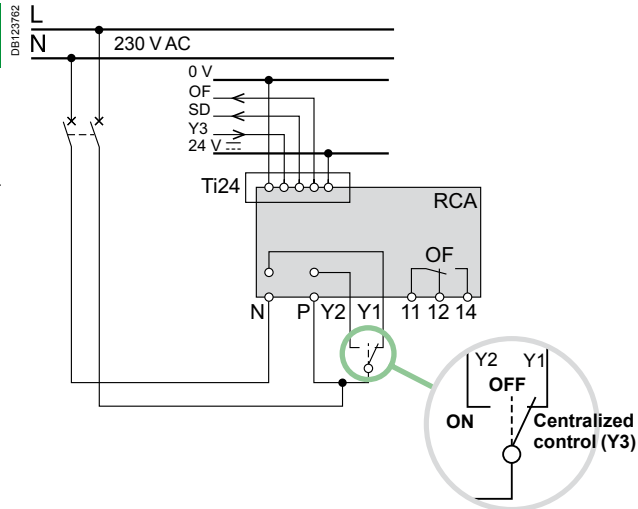 DB123762
L
N
230 V AC
0 V
OF
SD
Y3
24 V
Ti24
RCA
OF
N P Y2 Y1 11 12 14
Y2 Y1
OFF
ON
Centralized
control (Y3)